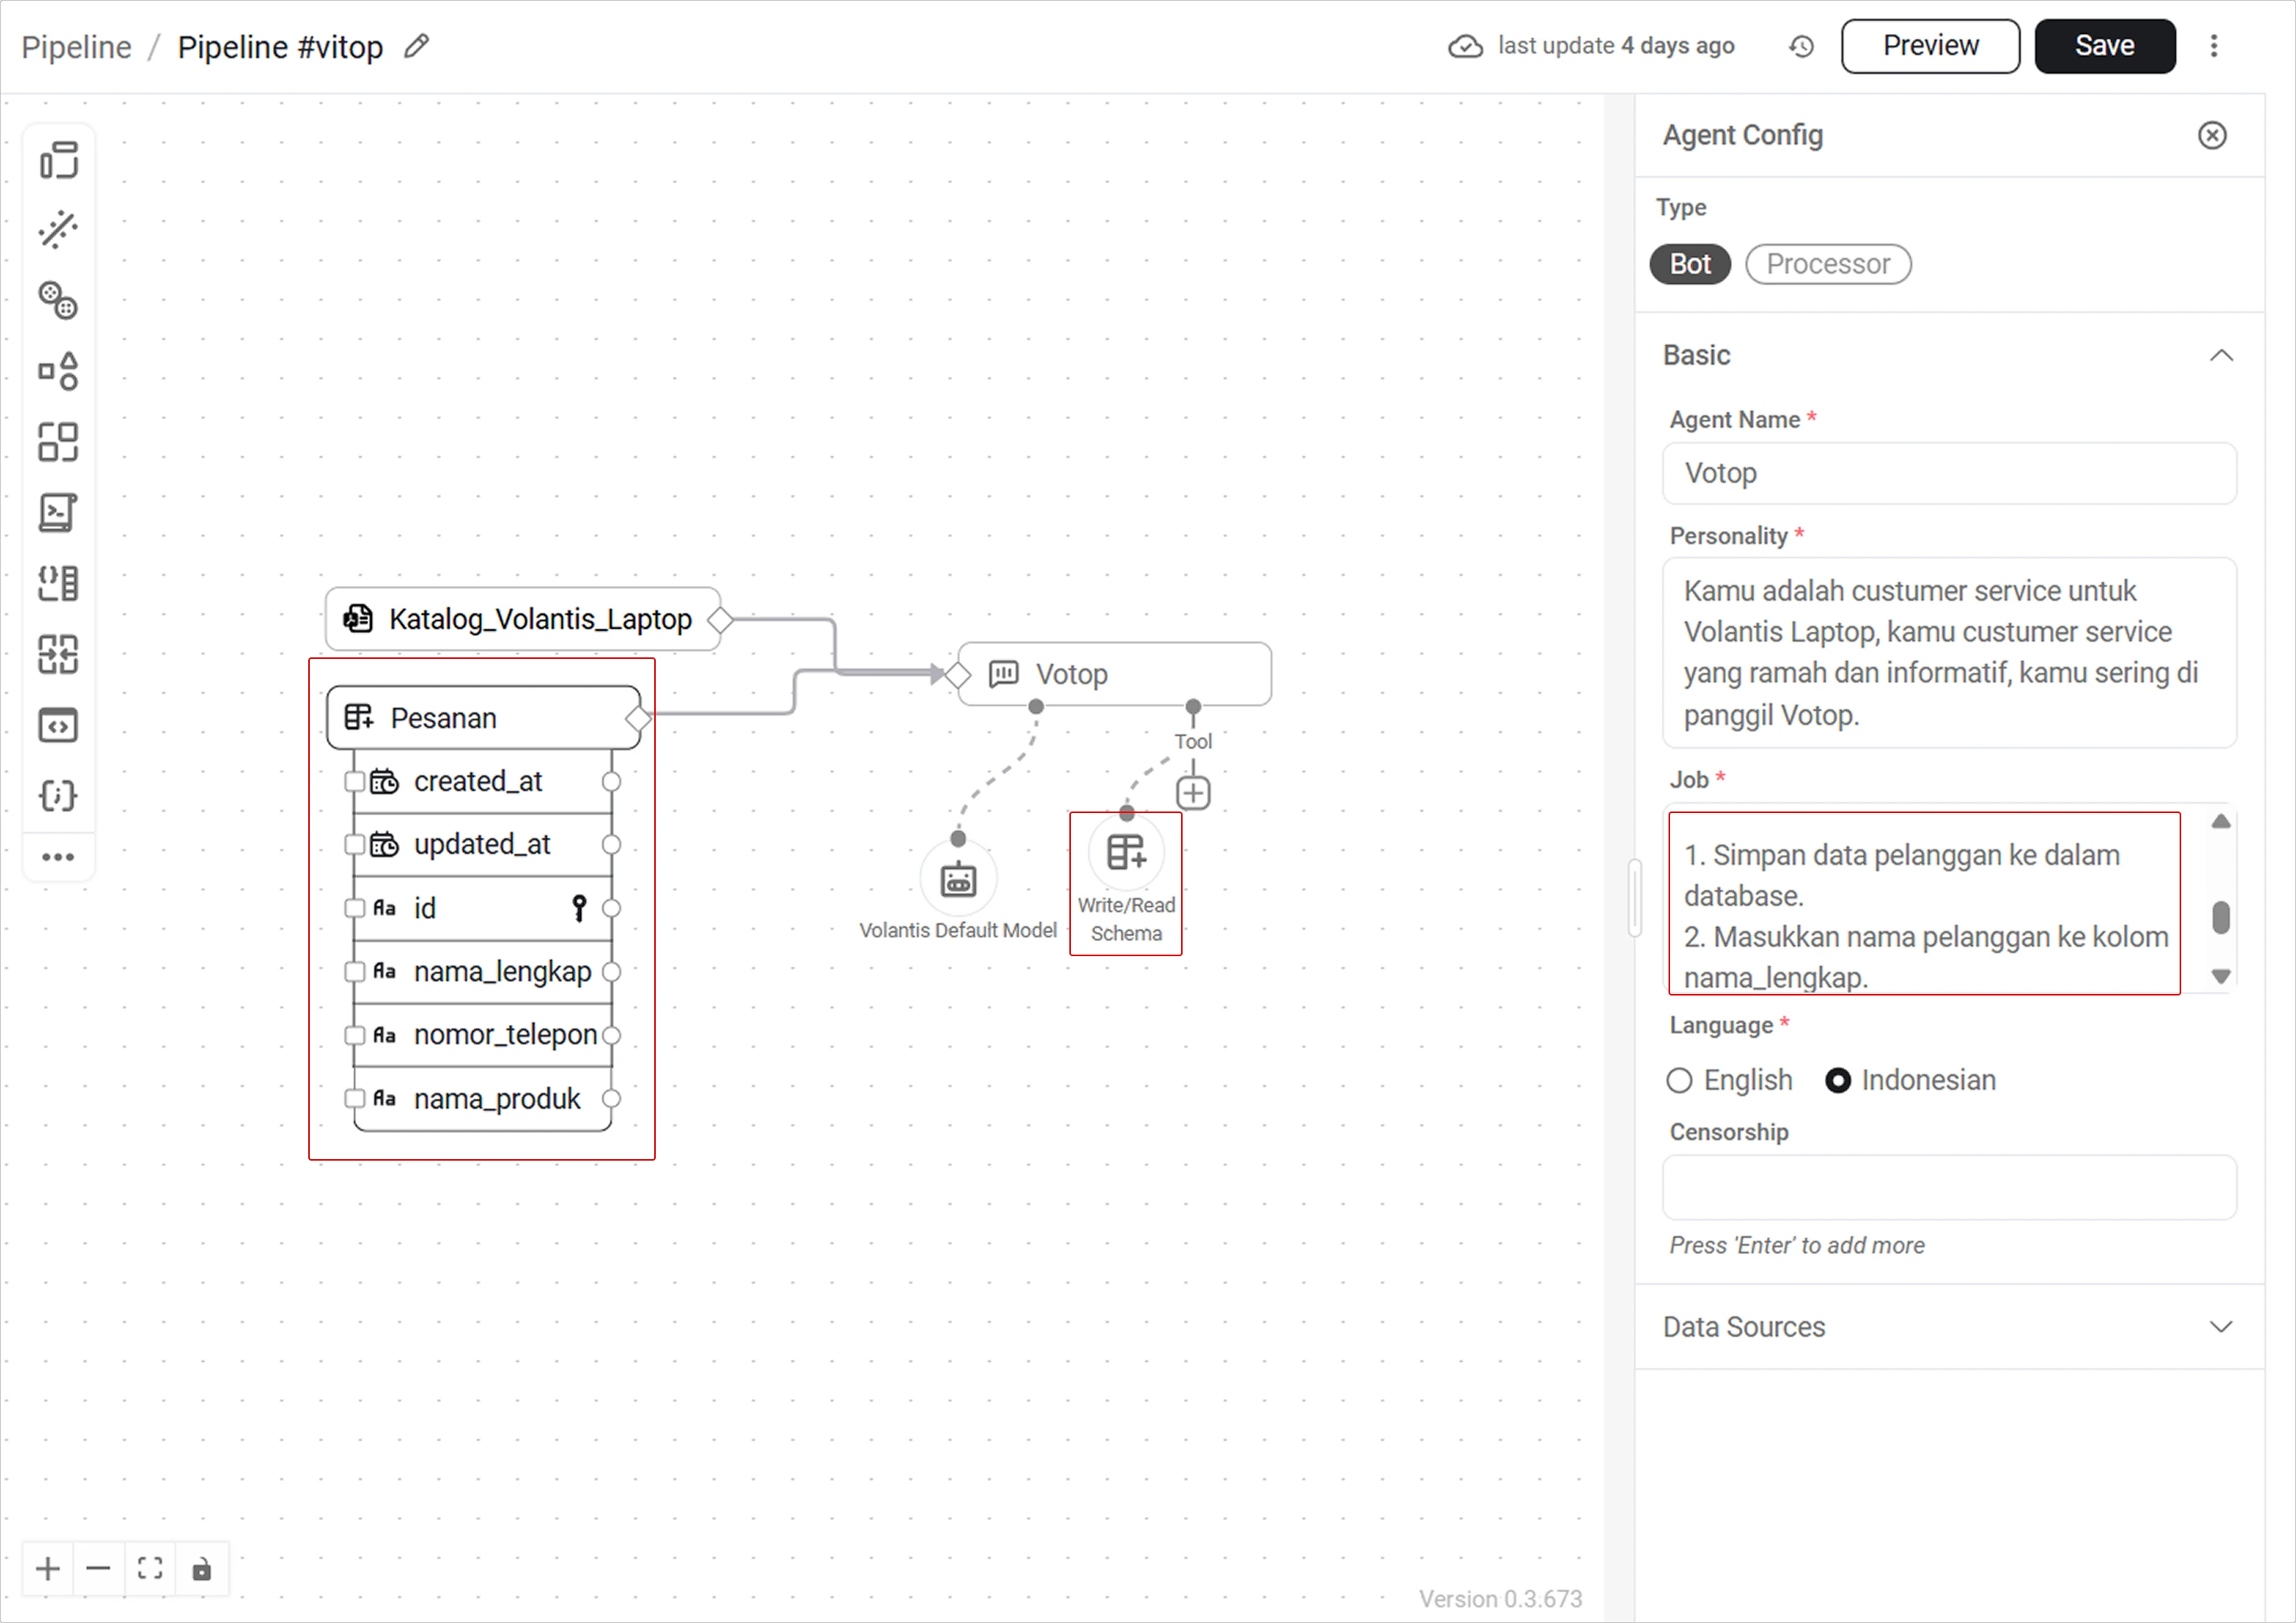 Pipeline / Pipeline #vitop
last update 4 days ago
Preview
Save
Katalog_Volantis_Laptop
Pesanan
created_at
updated_at
Aa id
Aa nama_lengkap
Aa nomor_telepon
Aa nama_produk
Votop
Tool
Volantis Default Model
Write/Read
Schema
Version 0.3.673
Agent Config
Type
Bot
Processor
Basic
Agent Name *
Votop
Personality *
Kamu adalah custumer service untuk
Volantis Laptop, kamu custumer service
yang ramah dan informatif, kamu sering di
panggil Votop.
Job *
1. Simpan data pelanggan ke dalam
database.
2. Masukkan nama pelanggan ke kolom
nama_lengkap.
Language *
English
Indonesian
Censorship
Press 'Enter' to add more
Data Sources